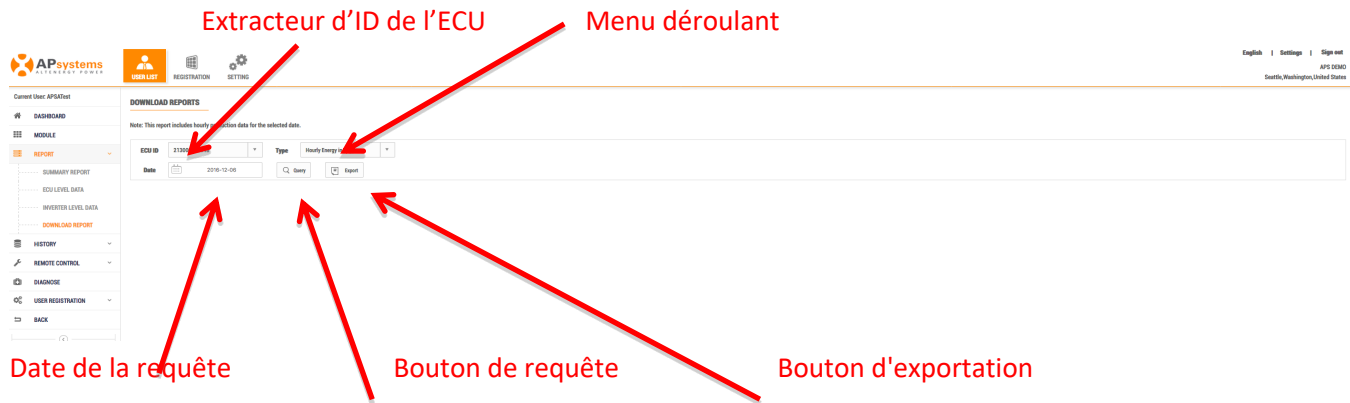 Extracteur d’ID de l’ECU Menu déroulant
English | Settings | Sign out
APsystems
ALTENERGY POWER
USER LIST REGISTRATION SETTING
APS DEMO
Seattle,Washington,United States
Current User: APSATest
DOWNLOAD REPORTS
DASHBOARD
Note: This report includes hourly production data for the selected date.
MODULE
ECU ID Type Hourly Energy
REPORT
Date 2016-12-06 Query Export
SUMMARY REPORT
ECU LEVEL DATA
INVERTER LEVEL DATA
DOWNLOAD REPORT
HISTORY
REMOTE CONTROL
DIAGNOSE
USER REGISTRATION
BACK
Date de la requête Bouton de requête Bouton d'exportation